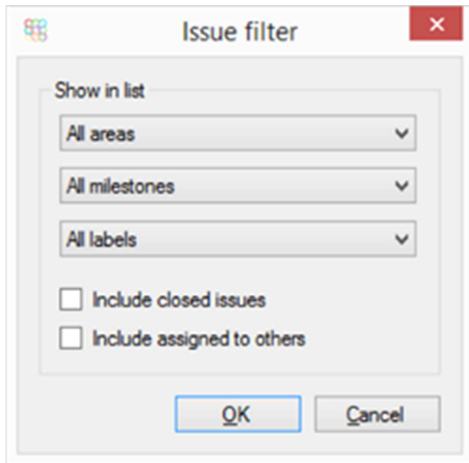 Issue filter
Show in list
All areas
All milestones
All labels
Include closed issues
Include assigned to others
OK
Cancel